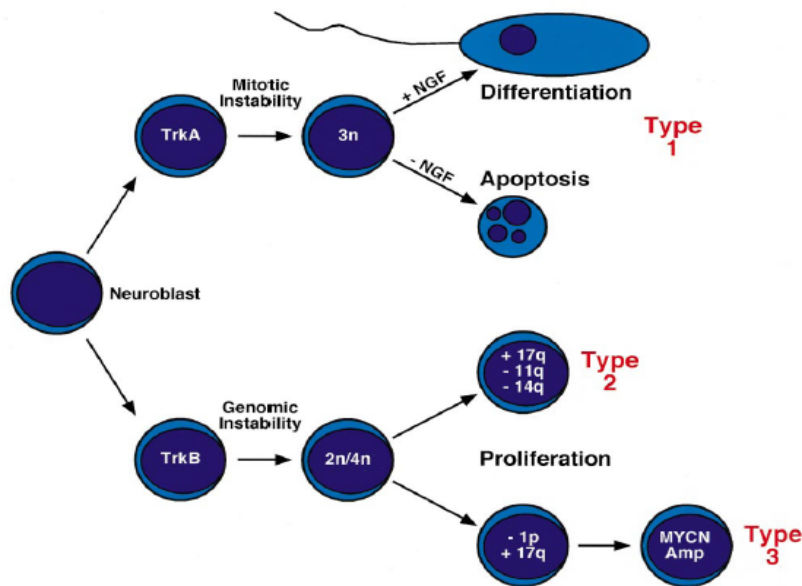 Mitotic
Instability
TrkA
3n
+ NGF
- NGF
Differentiation
Type
1
Apoptosis
Neuroblast
Genomic
Instability
TrkB
2n/4n
+ 17q
- 11q
- 14q
Type
2
Proliferation
- 1p
+ 17q
MYCN
Amp
Type
3